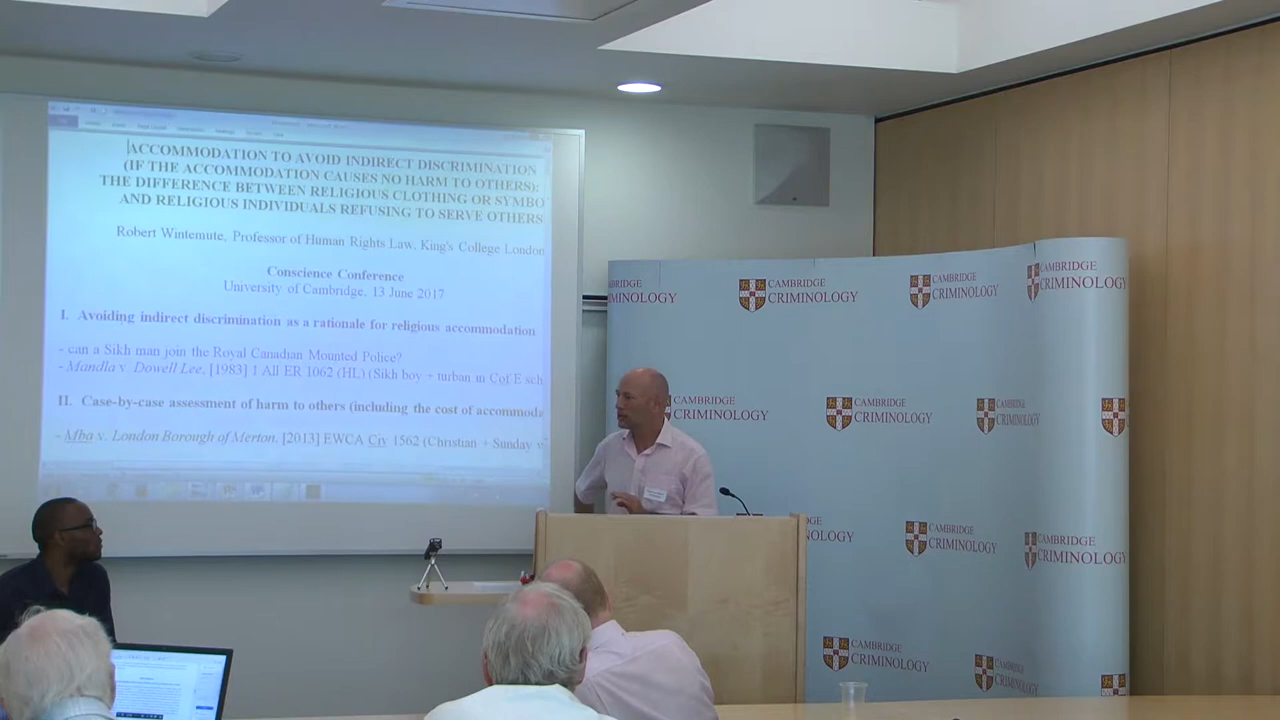 ACCOMMODATION TO AVOID INDIRECT DISCRIMINATION
(IF THE ACCOMMODATION CAUSES NO HARM TO OTHERS):
THE DIFFERENCE BETWEEN RELIGIOUS CLOTHING OR SYMBO
AND RELIGIOUS INDIVIDUALS REFUSING TO SERVE OTHERS
Robert Wintemute, Professor of Human Rights Law, King's College London
Conscience Conference
University of Cambridge, 13 June 2017
I. Avoiding indirect discrimination as a rationale for religious accommodation
- can a Sikh man join the Royal Canadian Mounted Police?
- Mandla v. Dowell Lee, [1983] 1 All ER 1062 (HL) (Sikh boy + turban in CofE sch
II. Case-by-case assessment of harm to others (including the cost of accommoda
- Mba v. London Borough of Merton, [2013] EWCA Civ 1562 (Christian + Sunday w
BRIDGE
MINOLOGY
CAMBRIDGE
CRIMINOLOGY
CAMBRIDGE
CRIMINOLOGY
CAMBRIDGE
CRIMINOLOGY
CAMBRIDGE
CRIMINOLOGY
CAMBRIDGE
CRIMINOLOGY
CAMBRIDGE
CRIMINOLOGY
DGE
NOLOGY
CAMBRIDGE
CRIMINOLOGY
CAMBRIDGE
CRIMINOLOGY
CAMBRIDGE
CRIMINOLOGY
CAMBRIDGE
CRIMINOLOGY